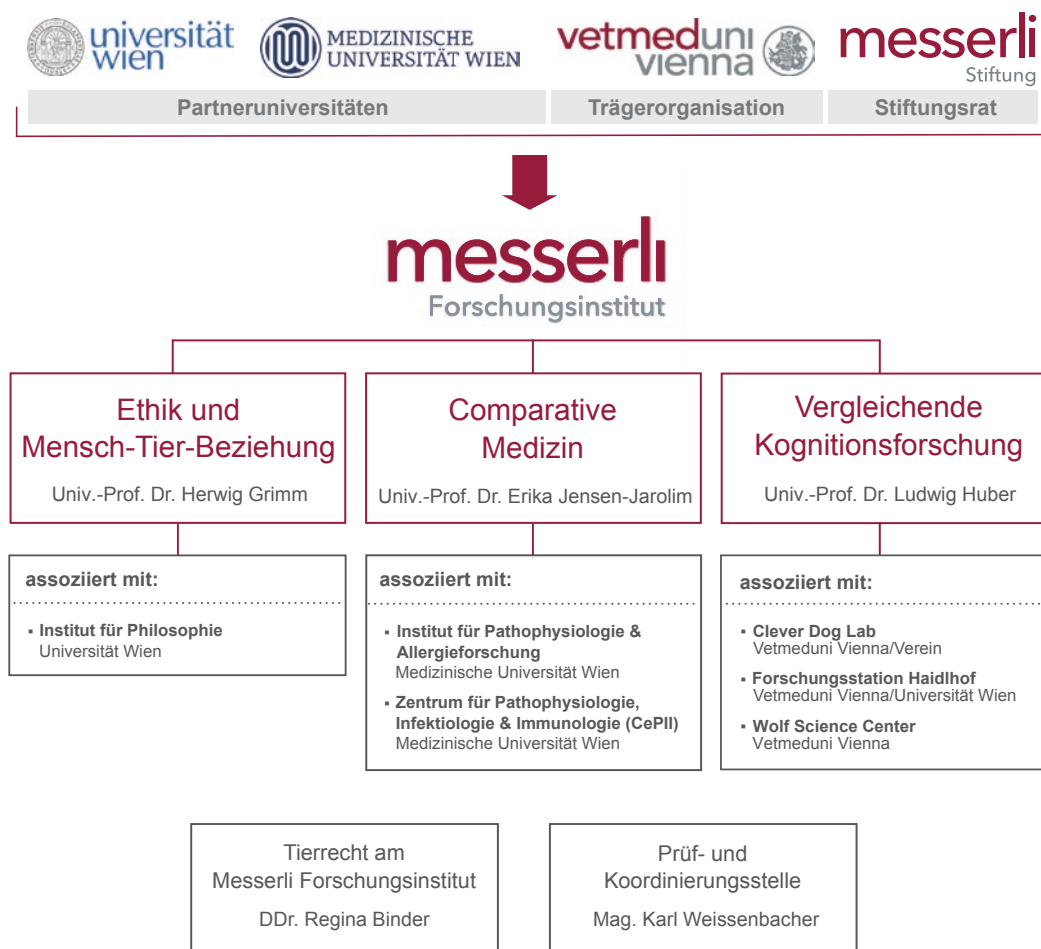 universität
wien
MEDIZINISCHE
UNIVERSITÄT WIEN
vetmeduni
vienna
messerli
Stiftung
Partneruniversitäten
Trägerorganisation
Stiftungsrat
messerli
Forschungsinstitut
Ethik und
Mensch-Tier-Beziehung
Univ.-Prof. Dr. Herwig Grimm
Comparative
Medizin
Univ.-Prof. Dr. Erika Jensen-Jarolim
Vergleichende
Kognitionsforschung
Univ.-Prof. Dr. Ludwig Huber
assoziiert mit:
▪ Institut für Philosophie
Universität Wien
assoziiert mit:
▪ Institut für Pathophysiologie &
Allergieforschung
Medizinische Universität Wien
▪ Zentrum für Pathophysiologie,
Infektiologie & Immunologie (CePII)
Medizinische Universität Wien
assoziiert mit:
▪ Clever Dog Lab
Vetmeduni Vienna/Verein
▪ Forschungsstation Haidlhof
Vetmeduni Vienna/Universität Wien
▪ Wolf Science Center
Vetmeduni Vienna
Tierrecht am
Messerli Forschungsinstitut
DDr. Regina Binder
Prüf- und
Koordinierungsstelle
Mag. Karl Weissenbacher